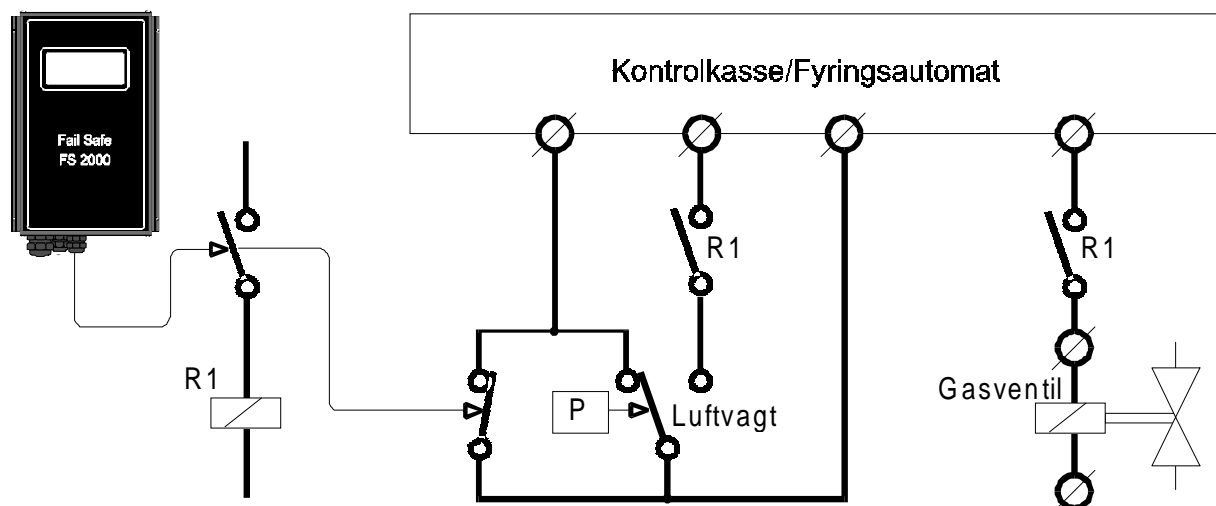 Kontrolkasse/Fyringsautomat
Fail Safe
FS 2000
R1
R1
R1
Gasventil
P
Luftvagt